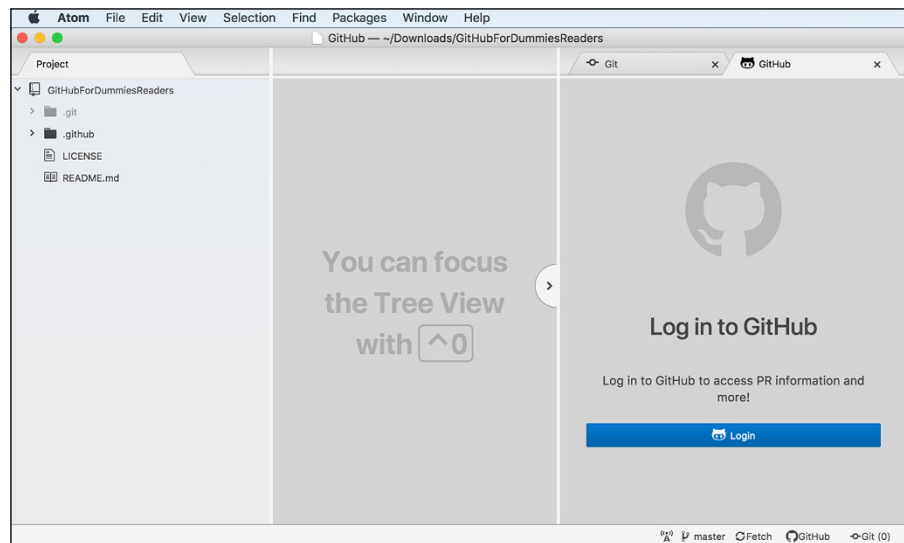 Atom File Edit View Selection Find Packages Window Help
GitHub — ~/Downloads/GitHubForDummiesReaders
Project
Git
GitHub
GitHubForDummiesReaders
.git
.github
LICENSE
README.md
You can focus
the Tree View
with ^0
Log in to GitHub
Log in to GitHub to access PR information and
more!
Login
master Fetch GitHub Git (0)